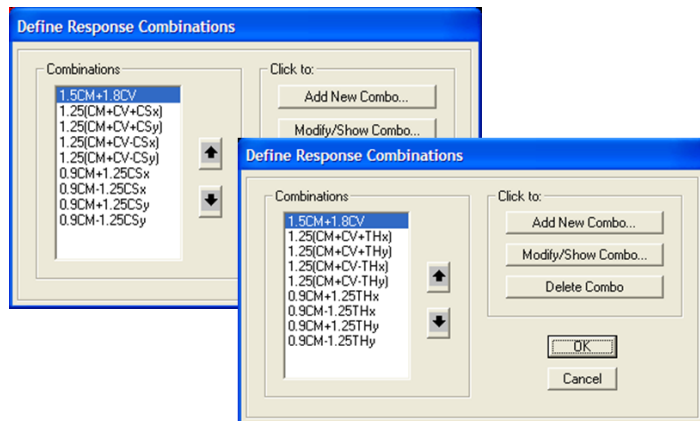 Define Response Combinations
Combinations
1.5CM+1.8CV
1.25(CM+CV+CSx)
1.25(CM+CV+CSy)
1.25(CM+CV-CSx)
1.25(CM+CV-CSy)
0.9CM+1.25CSx
0.9CM-1.25CSx
0.9CM+1.25CSy
0.9CM-1.25CSy
Click to:
Add New Combo...
Modify/Show Combo...
Define Response Combinations
Combinations
1.5CM+1.8CV
1.25(CM+CV+THx)
1.25(CM+CV+THy)
1.25(CM+CV-THx)
1.25(CM+CV-THy)
0.9CM+1.25THx
0.9CM-1.25THx
0.9CM+1.25THy
0.9CM-1.25THy
Click to:
Add New Combo...
Modify/Show Combo...
Delete Combo
OK
Cancel